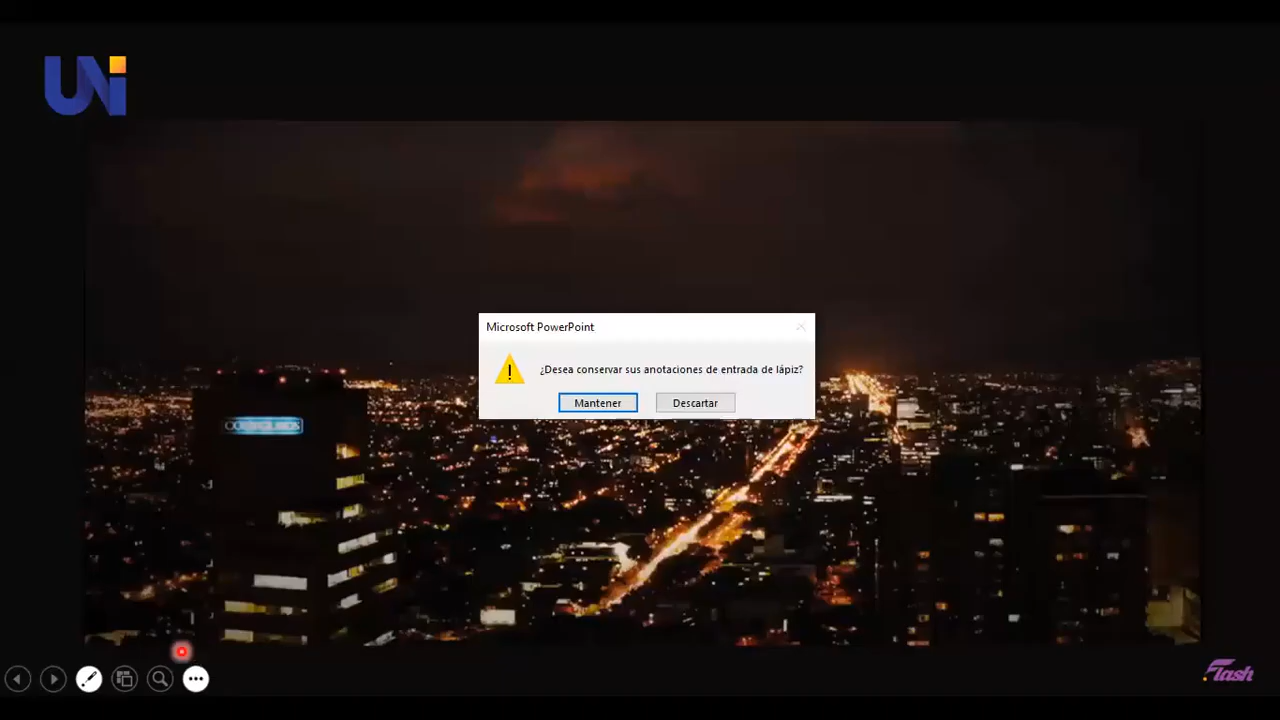 UNi
Microsoft PowerPoint
¿Desea conservar sus anotaciones de entrada de lápiz?
Mantener
Descartar
Flash